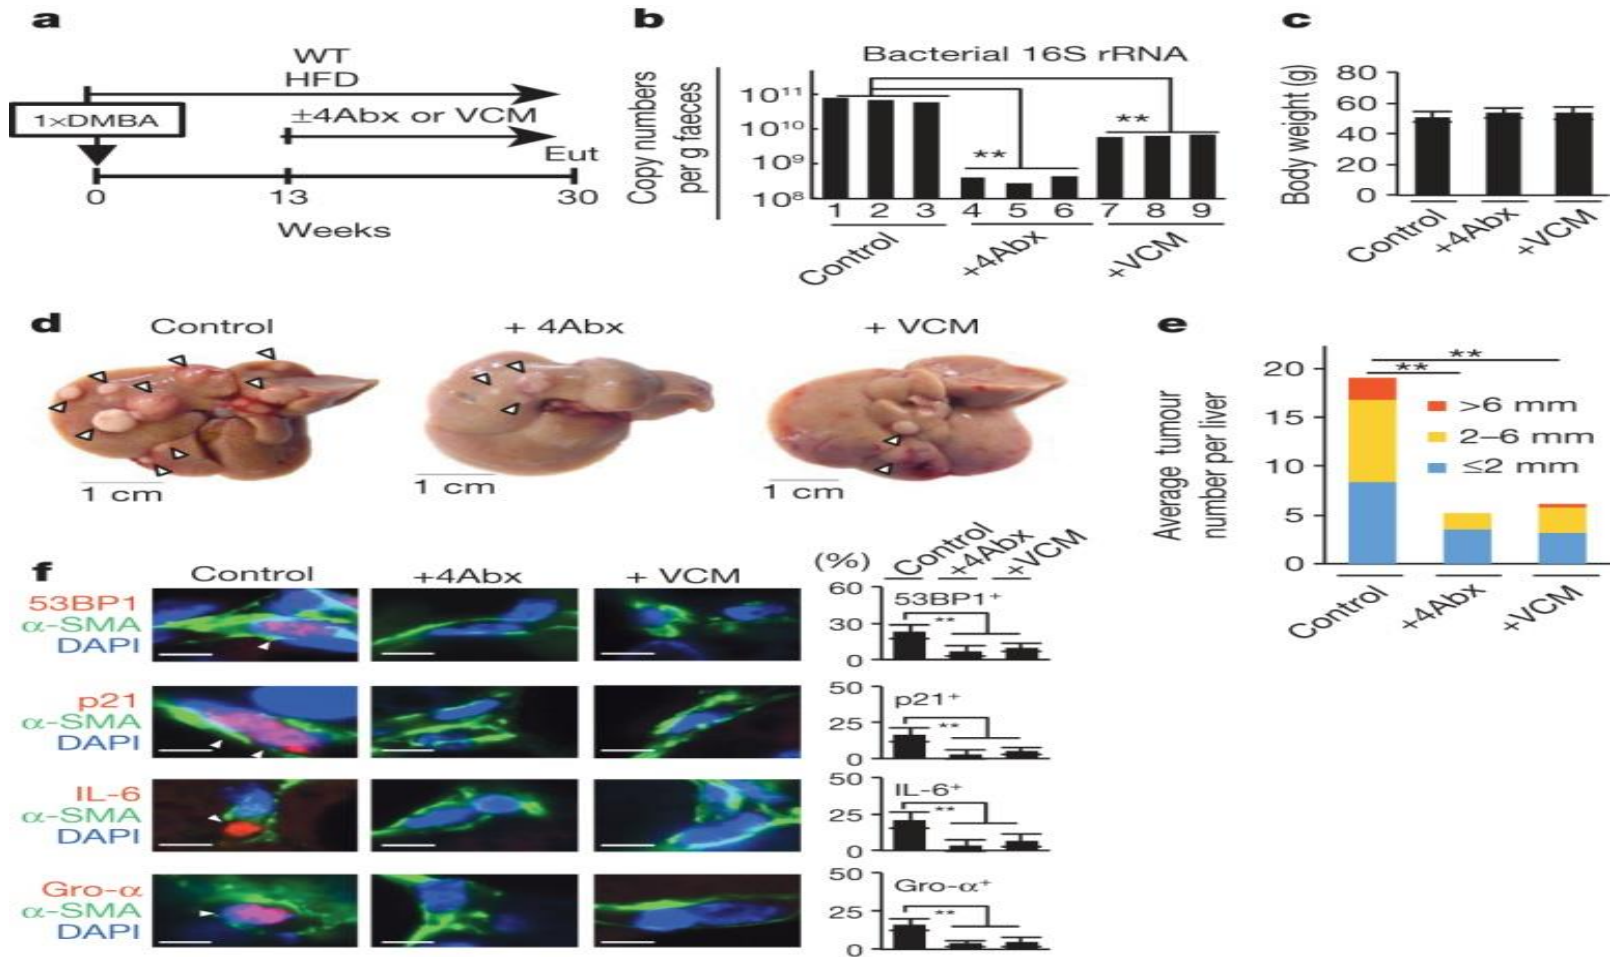 a
WT
HFD
1×DMBA
±4Abx or VCM
Eut
0 13 30
Weeks
b
Bacterial 16S rRNA
Copy numbers
per g faeces
10¹¹
10¹⁰
10⁹
10⁸
** **
1 2 3 4 5 6 7 8 9
Control +4Abx +VCM
c
Body weight (g)
80
60
40
20
0
Control +4Abx +VCM
d
Control + 4Abx + VCM
1 cm 1 cm 1 cm
e
Average tumour
number per liver
20
15
10
5
0
**
**
>6 mm
2–6 mm
≤2 mm
Control +4Abx +VCM
f
Control +4Abx + VCM
(%) Control +4Abx +VCM
53BP1
α-SMA
DAPI
60
30
0
53BP1⁺
**
p21
α-SMA
DAPI
50
25
0
p21⁺
**
IL-6
α-SMA
DAPI
50
25
0
IL-6⁺
**
Gro-α
α-SMA
DAPI
50
25
0
Gro-α⁺
**